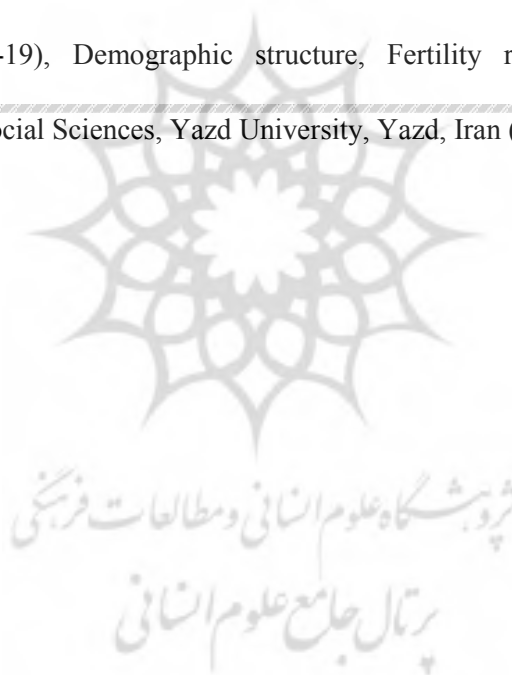 -19), Demographic structure, Fertility r
ocial Sciences, Yazd University, Yazd, Iran (
پژوهشگاه علوم انسانی و مطالعات فرهنگی
پرتال جامع علوم انسانی